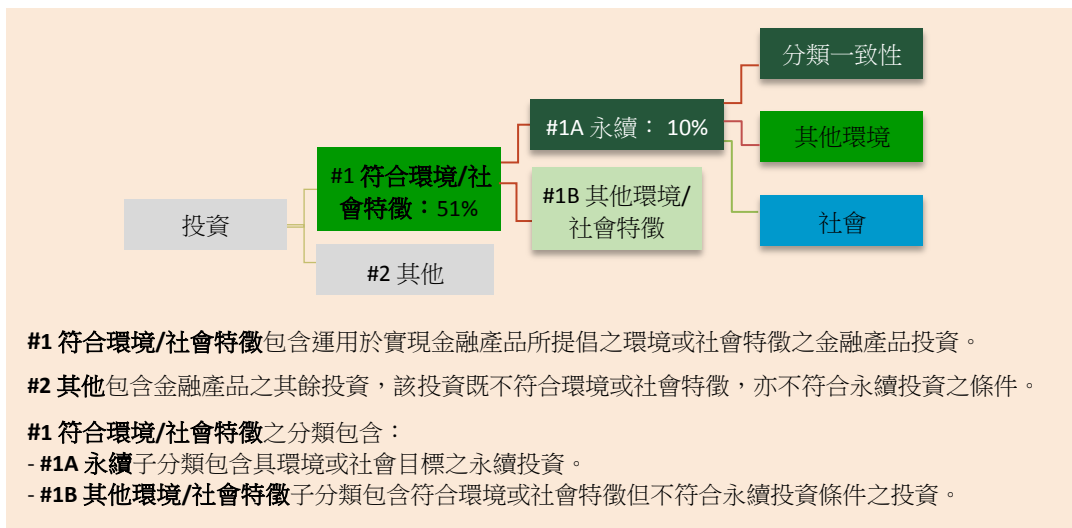 分類一致性
#1A 永續： 10%
其他環境
#1 符合環境/社
會特徵：51%
#1B 其他環境/
社會特徵
社會
投資
#2 其他
#1 符合環境/社會特徵包含運用於實現金融產品所提倡之環境或社會特徵之金融產品投資。
#2 其他包含金融產品之其餘投資，該投資既不符合環境或社會特徵，亦不符合永續投資之條件。
#1 符合環境/社會特徵之分類包含：
- #1A 永續子分類包含具環境或社會目標之永續投資。
- #1B 其他環境/社會特徵子分類包含符合環境或社會特徵但不符合永續投資條件之投資。